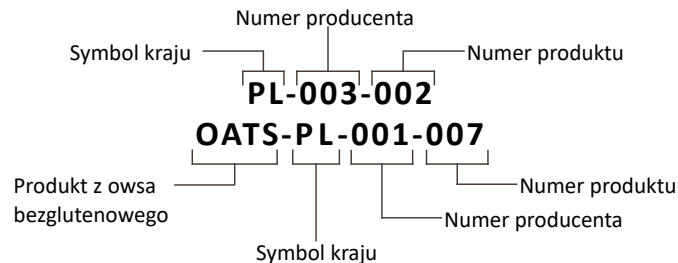 Numer producenta
Symbol kraju
Numer produktu
PL-003-002
OATS-PL-001-007
Produkt z owsa
bezglutenowego
Numer produktu
Numer producenta
Symbol kraju